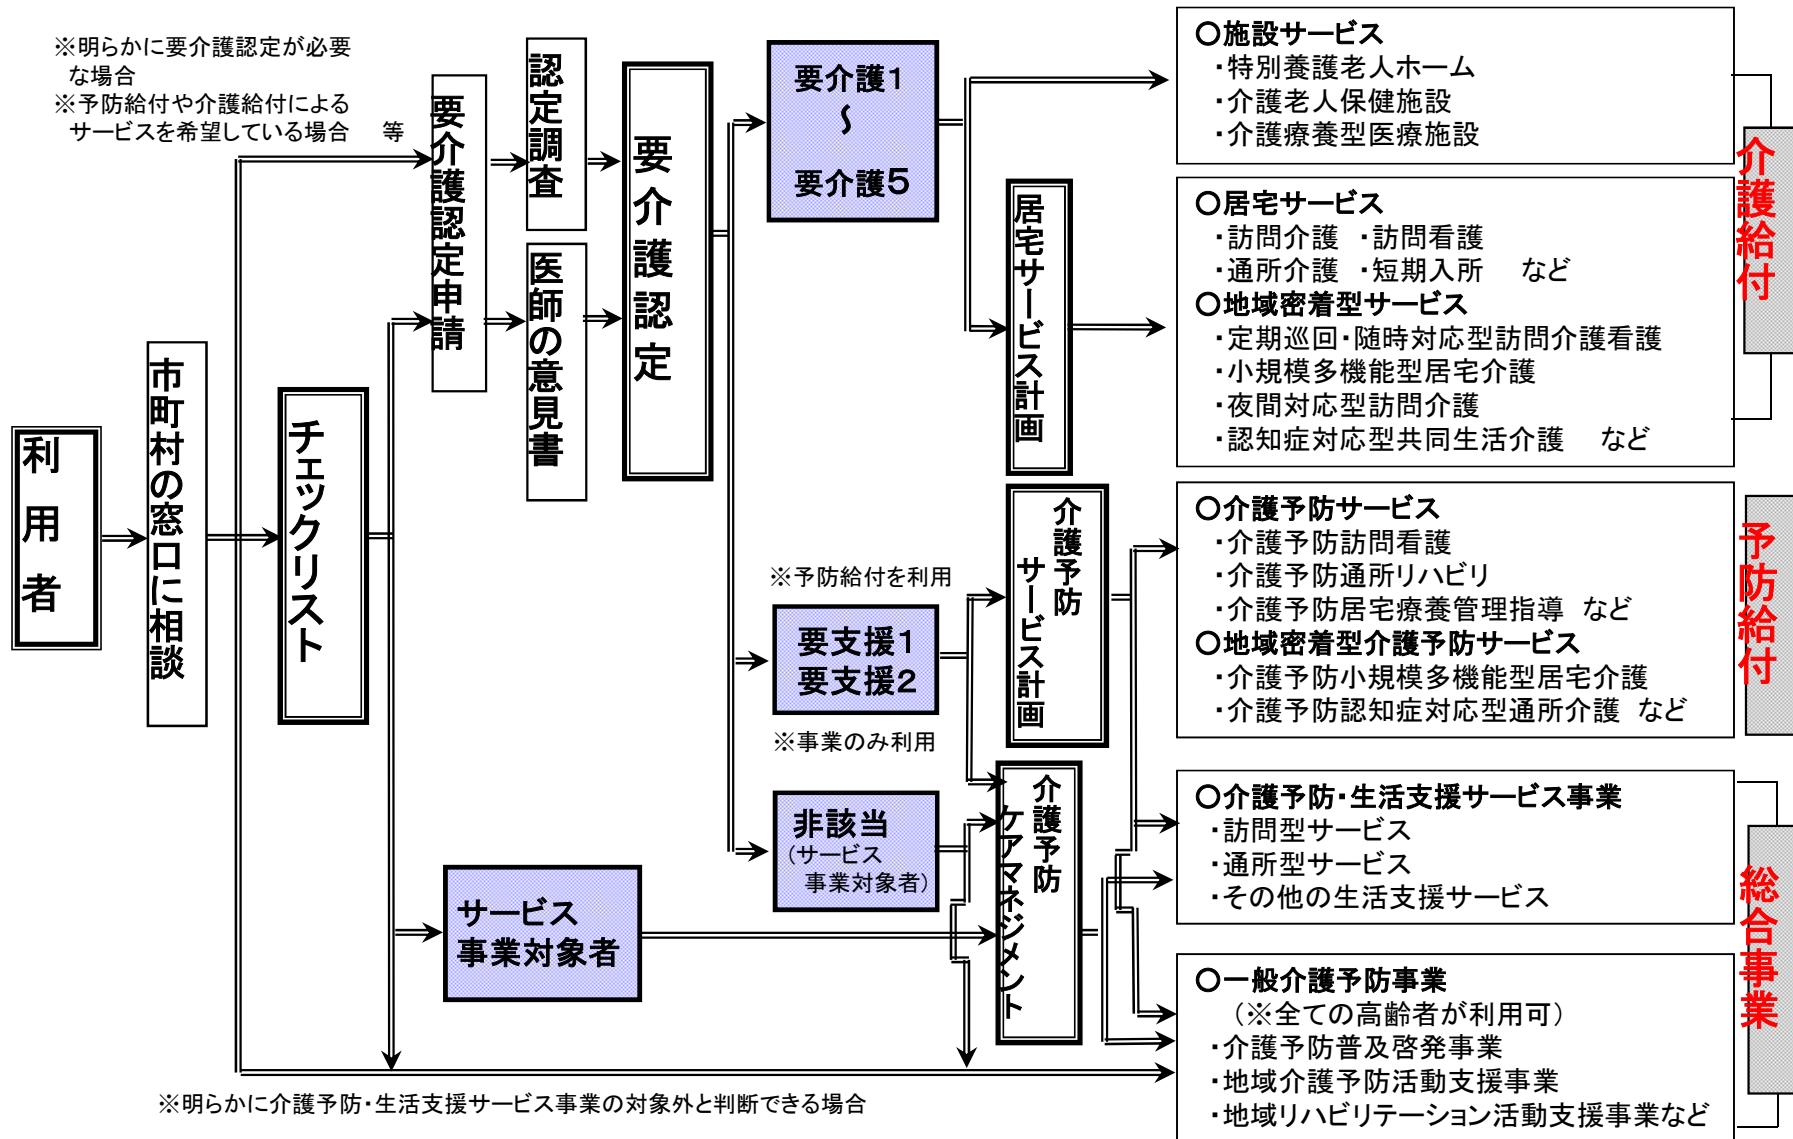 ※明らかに要介護認定が必要
な場合
※予防給付や介護給付による
サービスを希望している場合　等
利用者
市町村の窓口に相談
チェックリスト
要介護認定申請
認定調査
医師の意見書
要介護認定
要介護1
～
要介護5
※予防給付を利用
要支援1
要支援2
※事業のみ利用
非該当
（サービス
事業対象者）
サービス
事業対象者
居宅サービス計画
介護予防
サービス計画
介護予防
ケアマネジメント
○施設サービス
・特別養護老人ホーム
・介護老人保健施設
・介護療養型医療施設
○居宅サービス
・訪問介護　・訪問看護
・通所介護　・短期入所　など
○地域密着型サービス
・定期巡回・随時対応型訪問介護看護
・小規模多機能型居宅介護
・夜間対応型訪問介護
・認知症対応型共同生活介護　など
介護給付
○介護予防サービス
・介護予防訪問看護
・介護予防通所リハビリ
・介護予防居宅療養管理指導　など
○地域密着型介護予防サービス
・介護予防小規模多機能型居宅介護
・介護予防認知症対応型通所介護　など
予防給付
○介護予防・生活支援サービス事業
・訪問型サービス
・通所型サービス
・その他の生活支援サービス
○一般介護予防事業
（※全ての高齢者が利用可）
・介護予防普及啓発事業
・地域介護予防活動支援事業
・地域リハビリテーション活動支援事業など
総合事業
※明らかに介護予防・生活支援サービス事業の対象外と判断できる場合